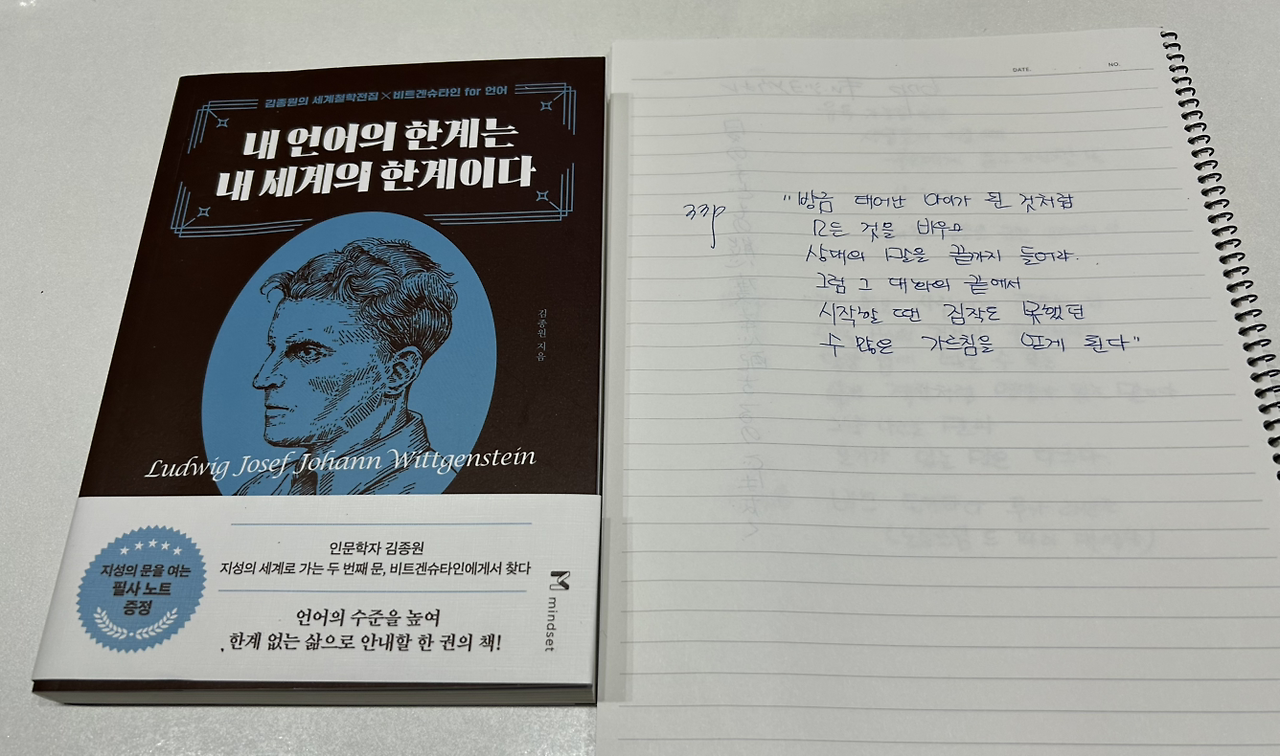 김종원의 세계철학전집×비트겐슈타인 for 언어
내 언어의 한계는
내 세계의 한계이다
김종원 지음
Ludwig Josef Johann Wittgenstein
지성의 문을 여는
필사 노트
증정
인문학자 김종원
지성의 세계로 가는 두 번째 문, 비트겐슈타인에게서 찾다
언어의 수준을 높여
한계 없는 삶으로 안내할 한 권의 책!
mindset
DATE. NO.
33p
"방금 태어난 아이가 된 것처럼
모든 것을 배우고
상대의 말을 끝까지 들어라.
그럼 그 대화의 끝에서
시작할 땐 짐작도 못했던
수 많은 가르침을 얻게 된다"